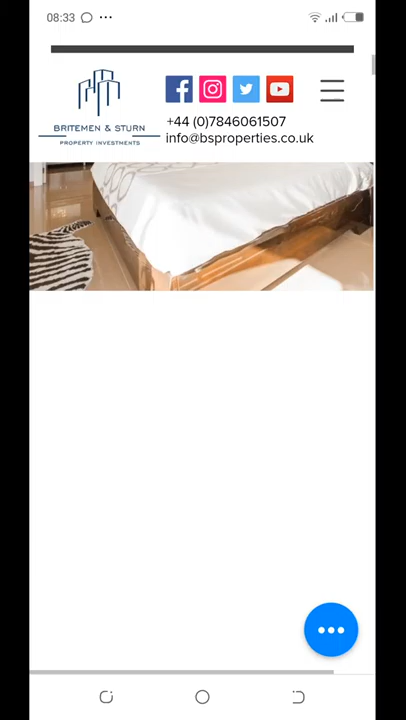 08:33
BRITEMEN & STURN
PROPERTY INVESTMENTS
+44 (0)7846061507
info@bsproperties.co.uk